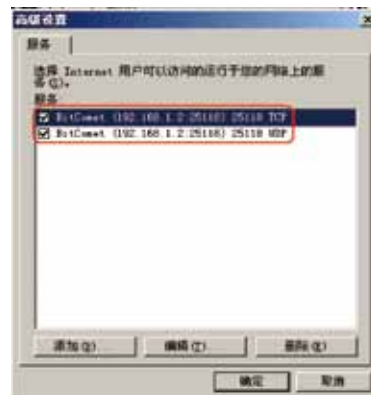 高级设置
服务
选择 Internet 用户可以访问的运行于您的网络上的服
务(S)。
服务
BitComet (192.168.1.2:25118) 25118 TCP
BitComet (192.168.1.2:25118) 25118 UDP
添加(D)
编辑(T)
删除(E)
确定
取消